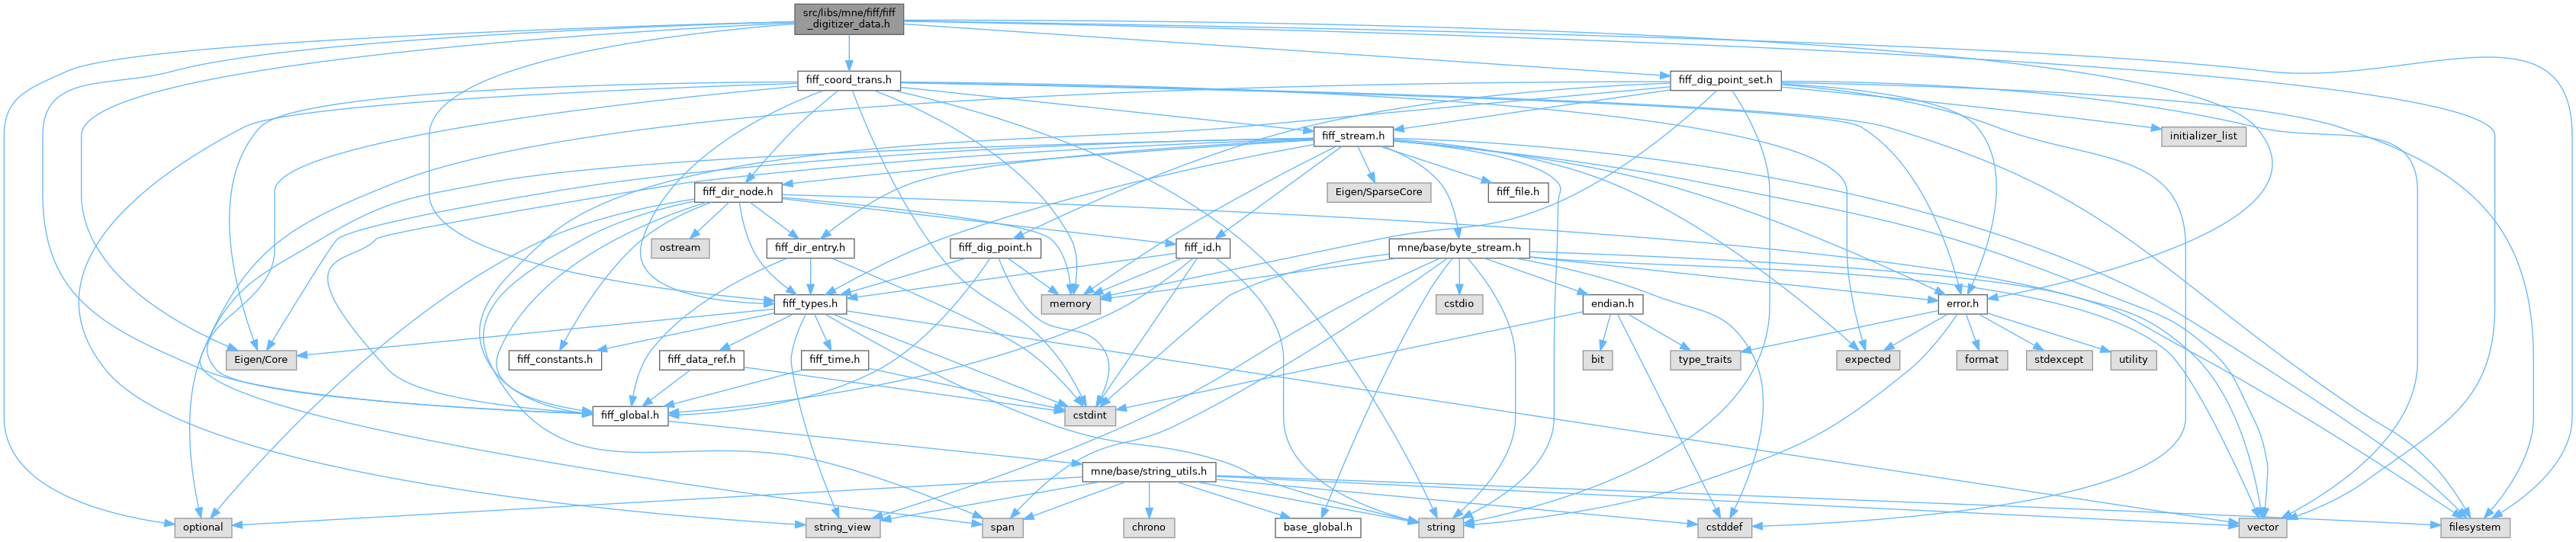 src/libs/mne/fiff/fiff
_digitizer_data.h
fiff_coord_trans.h
fiff_dig_point_set.h
fiff_stream.h
initializer_list
fiff_dir_node.h
Eigen/SparseCore
fiff_file.h
ostream
fiff_dir_entry.h
fiff_dig_point.h
fiff_id.h
mne/base/byte_stream.h
fiff_types.h
memory
cstdio
endian.h
error.h
Eigen/Core
fiff_constants.h
fiff_data_ref.h
fiff_time.h
bit
type_traits
expected
format
stdexcept
utility
fiff_global.h
cstdint
mne/base/string_utils.h
optional
string_view
span
chrono
base_global.h
string
cstddef
vector
filesystem